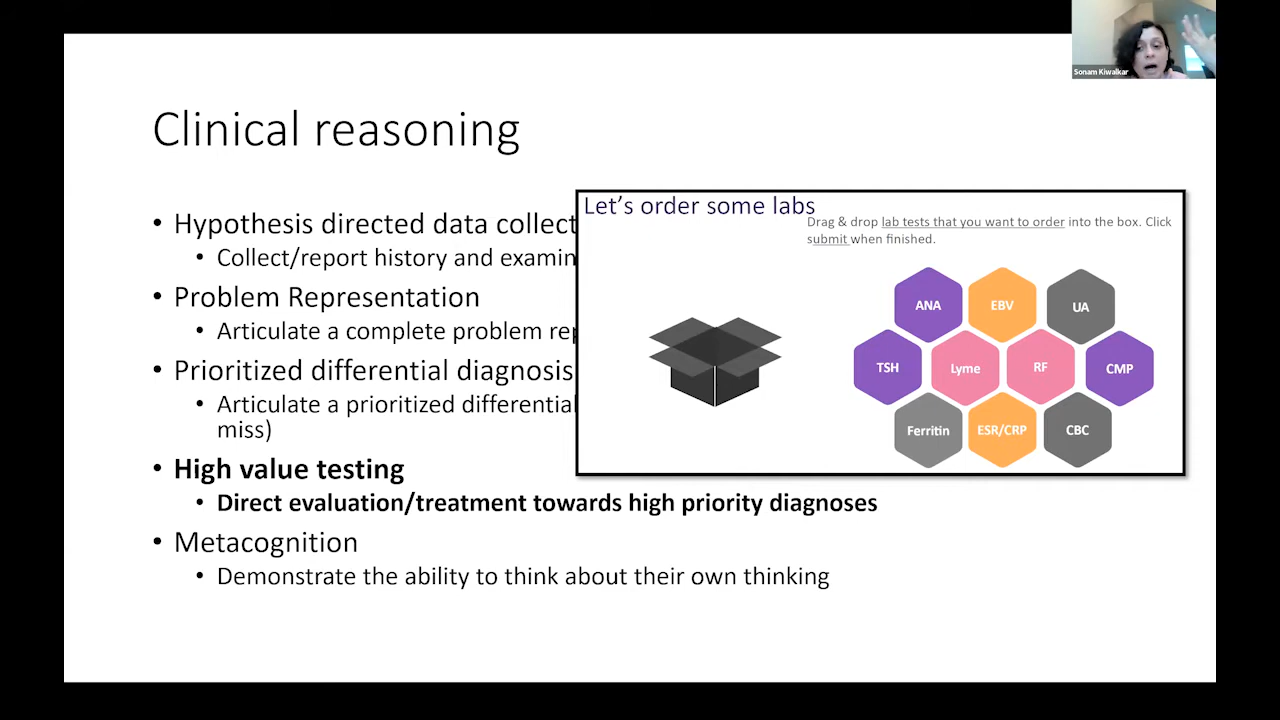 Sonam Kiwalkar
Clinical reasoning
• Hypothesis directed data collect
• Collect/report history and examin
• Problem Representation
• Articulate a complete problem rep
• Prioritized differential diagnosis
• Articulate a prioritized differential
miss)
• High value testing
• Direct evaluation/treatment towards high priority diagnoses
• Metacognition
• Demonstrate the ability to think about their own thinking
Let's order some labs
Drag & drop lab tests that you want to order into the box. Click
submit when finished.
ANA
EBV
UA
TSH
Lyme
RF
CMP
Ferritin
ESR/CRP
CBC